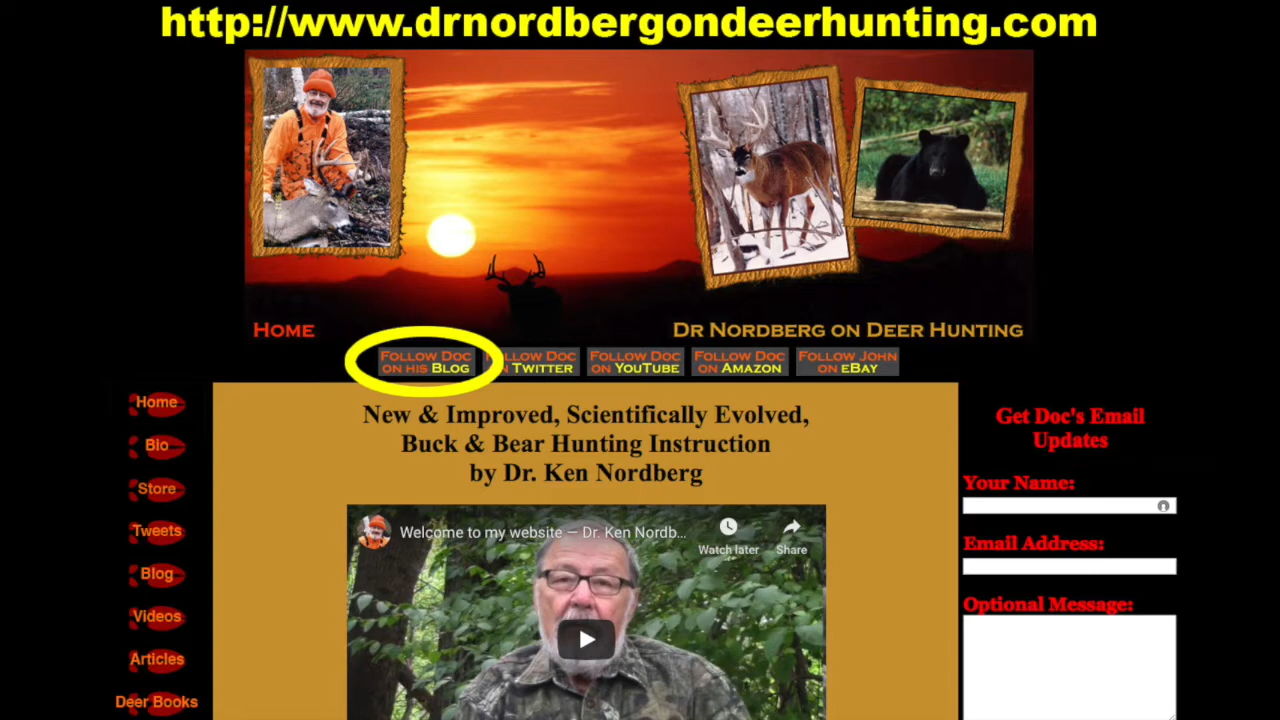 http://www.drnordbergondeerhunting.com
Home
Dr Nordberg on Deer Hunting
Follow Doc
on his Blog
ollow Doc
n Twitter
Follow Doc
on YouTube
Follow Doc
on Amazon
Follow John
on eBay
Home
Bio
Store
Tweets
Blog
Videos
Articles
Deer Books
New & Improved, Scientifically Evolved,
Buck & Bear Hunting Instruction
by Dr. Ken Nordberg
Welcome to my website — Dr. Ken Nordb...
Watch later
Share
Get Doc's Email
Updates
Your Name:
Email Address:
Optional Message: